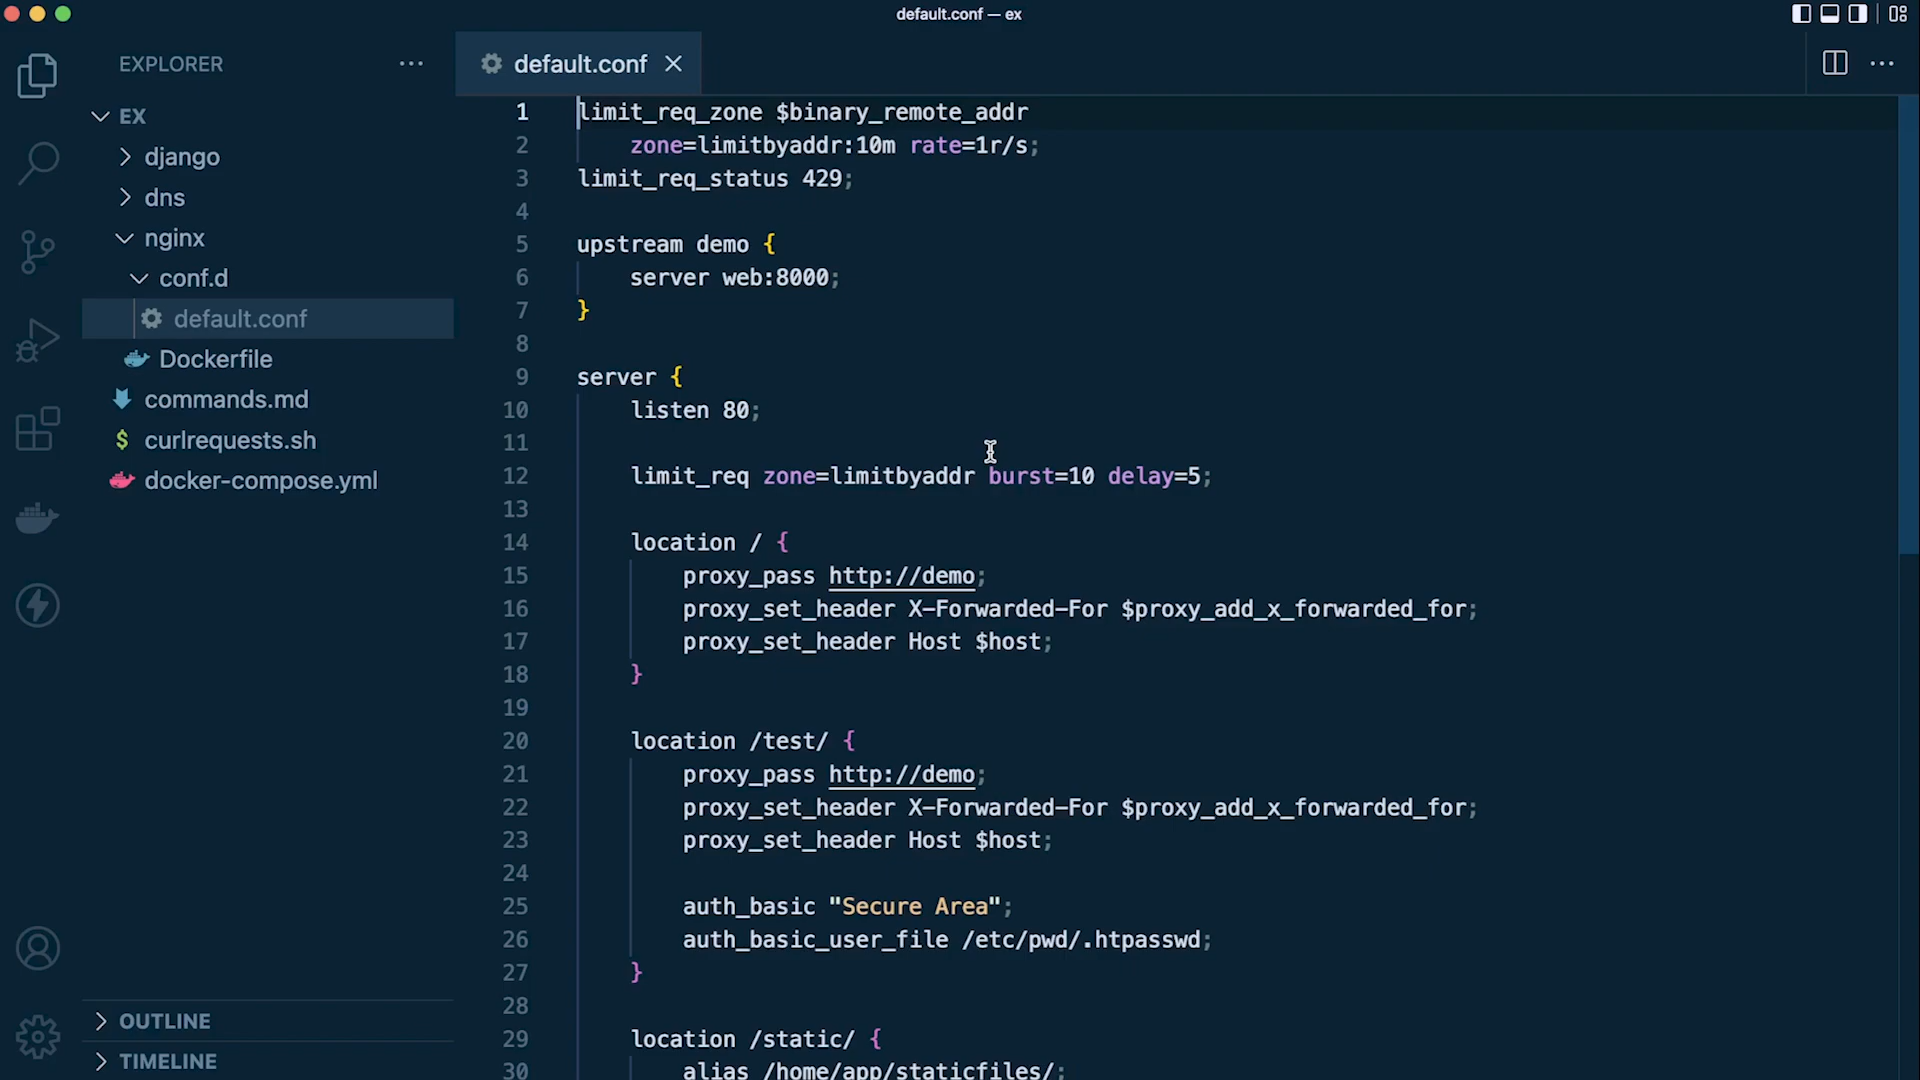 default.conf — ex
EXPLORER
EX
django
dns
nginx
conf.d
default.conf
Dockerfile
commands.md
$ curlrequests.sh
docker-compose.yml
OUTLINE
TIMELINE
default.conf
1 limit_req_zone $binary_remote_addr
2     zone=limitbyaddr:10m rate=1r/s;
3 limit_req_status 429;
4
5 upstream demo {
6     server web:8000;
7 }
8
9 server {
10     listen 80;
11
12     limit_req zone=limitbyaddr burst=10 delay=5;
13
14     location / {
15         proxy_pass http://demo;
16         proxy_set_header X-Forwarded-For $proxy_add_x_forwarded_for;
17         proxy_set_header Host $host;
18     }
19
20     location /test/ {
21         proxy_pass http://demo;
22         proxy_set_header X-Forwarded-For $proxy_add_x_forwarded_for;
23         proxy_set_header Host $host;
24
25         auth_basic "Secure Area";
26         auth_basic_user_file /etc/pwd/.htpasswd;
27     }
28
29     location /static/ {
30         alias /home/app/staticfiles/;